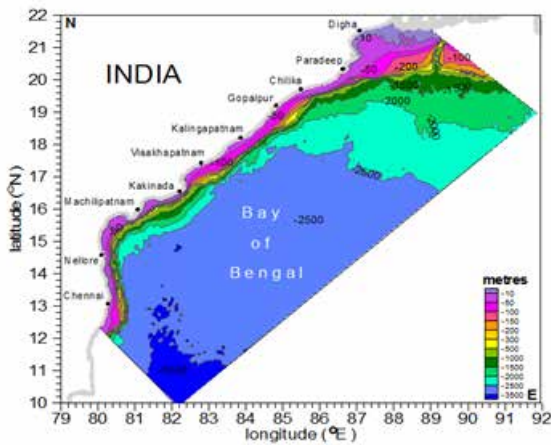 N
INDIA
Digha
Paradeep
Chilika
Gopalpur
Kalingapatnam
Visakhapatnam
Kakinada
Machilipatnam
Nellore
Chennai
-10
-50
-100
-200
-2000
-50
-2500
-2500
Bay
of
Bengal
metres
-10
-50
-100
-150
-200
-300
-500
-1000
-2000
-2500
-3500
E
22
21
20
19
18
17
16
15
14
13
12
11
10
latitude (°N)
79 80 81 82 83 84 85 86 87 88 89 90 91 92
longitude (°E)